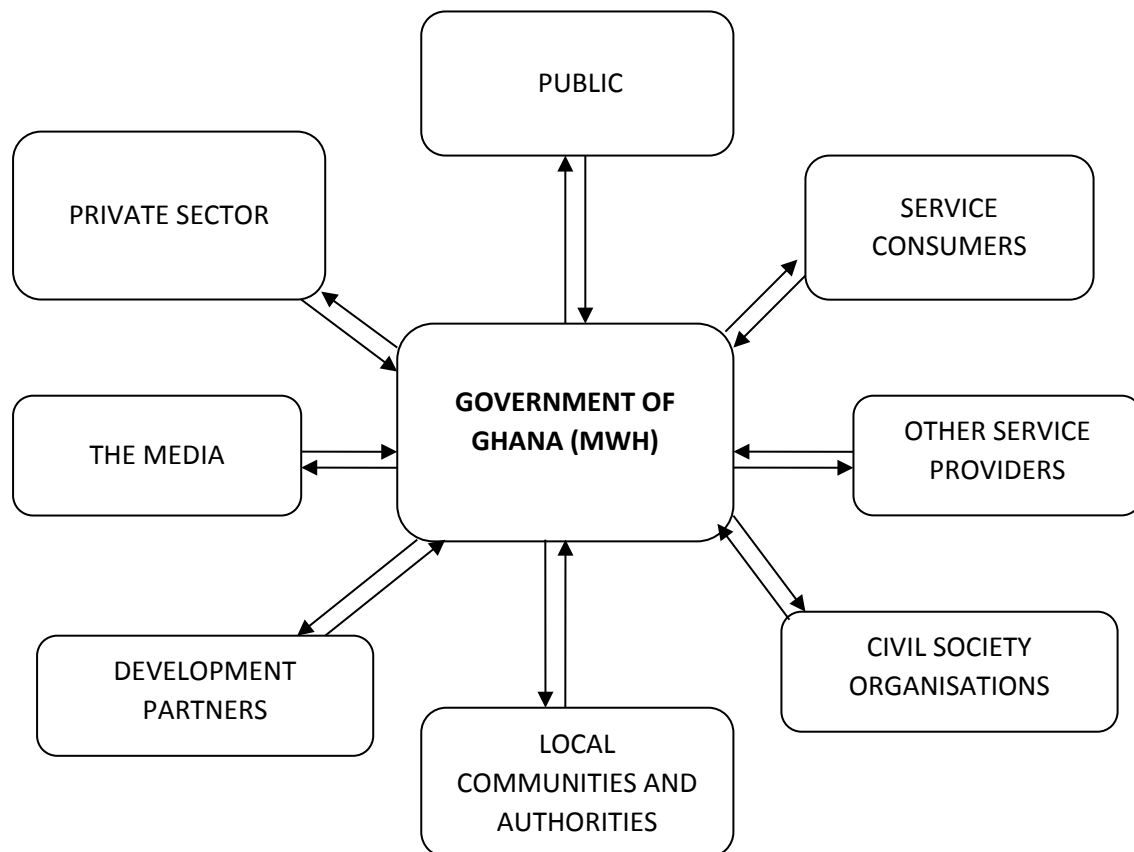 PUBLIC
PRIVATE SECTOR
SERVICE
CONSUMERS
GOVERNMENT OF
GHANA (MWH)
THE MEDIA
OTHER SERVICE
PROVIDERS
DEVELOPMENT
PARTNERS
CIVIL SOCIETY
ORGANISATIONS
LOCAL
COMMUNITIES AND
AUTHORITIES